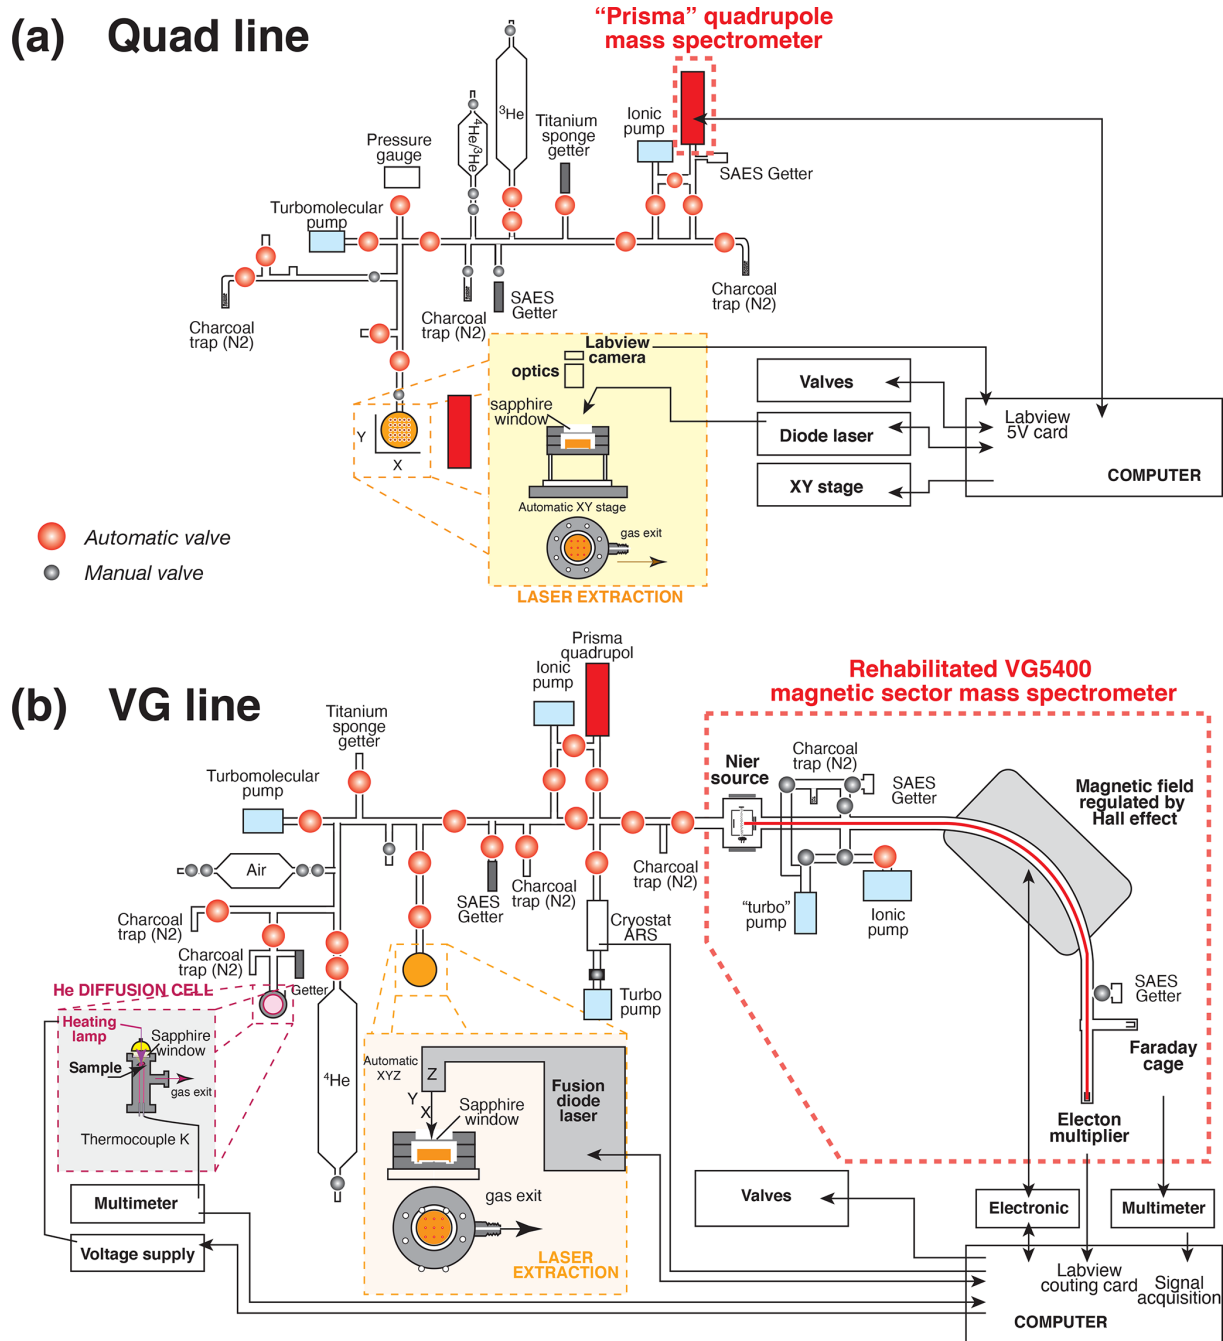 (a) Quad line
“Prisma” quadrupole
mass spectrometer
3He
4He/3He
Titanium
sponge
getter
Ionic
pump
Pressure
gauge
SAES Getter
Turbomolecular
pump
Charcoal
trap (N2)
Charcoal
trap (N2)
SAES
Getter
Charcoal
trap (N2)
Labview
camera
optics
sapphire
window
Valves
Diode laser
XY stage
Labview
5V card
COMPUTER
Y
X
Automatic XY stage
gas exit
LASER EXTRACTION
Automatic valve
Manual valve
(b) VG line
Prisma
quadrupol
Ionic
pump
Rehabilitated VG5400
magnetic sector mass spectrometer
Titanium
sponge
getter
Turbomolecular
pump
Nier
source
Charcoal
trap (N2)
SAES
Getter
Magnetic field
regulated by
Hall effect
Air
Charcoal
trap (N2)
Charcoal
trap (N2)
SAES
Getter
Charcoal
trap (N2)
Cryostat
ARS
“turbo”
pump
Ionic
pump
Charcoal
trap (N2)
Getter
He DIFFUSION CELL
Turbo
pump
SAES
Getter
Heating
lamp
Sapphire
window
Sample
gas exit
Thermocouple K
4He
Automatic
XYZ
Z
Y
X
Sapphire
window
Fusion
diode
laser
Faraday
cage
Electon
multiplier
gas exit
LASER
EXTRACTION
Multimeter
Voltage supply
Valves
Electronic
Multimeter
Labview
couting card
Signal
acquisition
COMPUTER